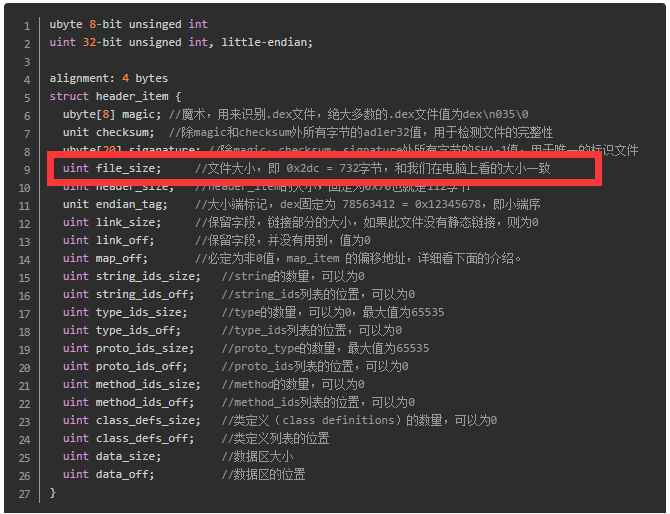 1 ubyte 8-bit unsinged int
2 uint 32-bit unsigned int, little-endian;
3
4 alignment: 4 bytes
5 struct header_item {
6 ubyte[8] magic; //魔术，用来识别.dex文件，绝大多数的.dex文件值为dex\n035\0
7 unit checksum; //除magic和checksum外所有字节的adler32值，用于检测文件的完整性
8 ubyte[20] signature; //除magic、checksum、signature外所有字节的SHA-1值，用于唯一的标识文件
9 uint file_size; //文件大小，即 0x2dc = 732字节，和我们在电脑上看的大小一致
10 uint header_size; //header_item的大小，固定为0x70也就是112字节
11 unit endian_tag; //大小端标记，dex固定为 78563412 = 0x12345678，即小端序
12 uint link_size; //保留字段，链接部分的大小，如果此文件没有静态链接，则为0
13 uint link_off; //保留字段，并没有用到，值为0
14 uint map_off; //必定为非0值，map_item 的偏移地址，详细看下面的介绍。
15 uint string_ids_size; //string的数量，可以为0
16 uint string_ids_off; //string_ids列表的位置，可以为0
17 uint type_ids_size; //type的数量，可以为0，最大值为65535
18 uint type_ids_off; //type_ids列表的位置，可以为0
19 uint proto_ids_size; //proto_type的数量，最大值为65535
20 uint proto_ids_off; //proto_ids列表的位置，可以为0
21 uint method_ids_size; //method的数量，可以为0
22 uint method_ids_off; //method_ids列表的位置，可以为0
23 uint class_defs_size; //类定义（class definitions）的数量，可以为0
24 uint class_defs_off; //类定义列表的位置
25 uint data_size; //数据区大小
26 uint data_off; //数据区的位置
27 }